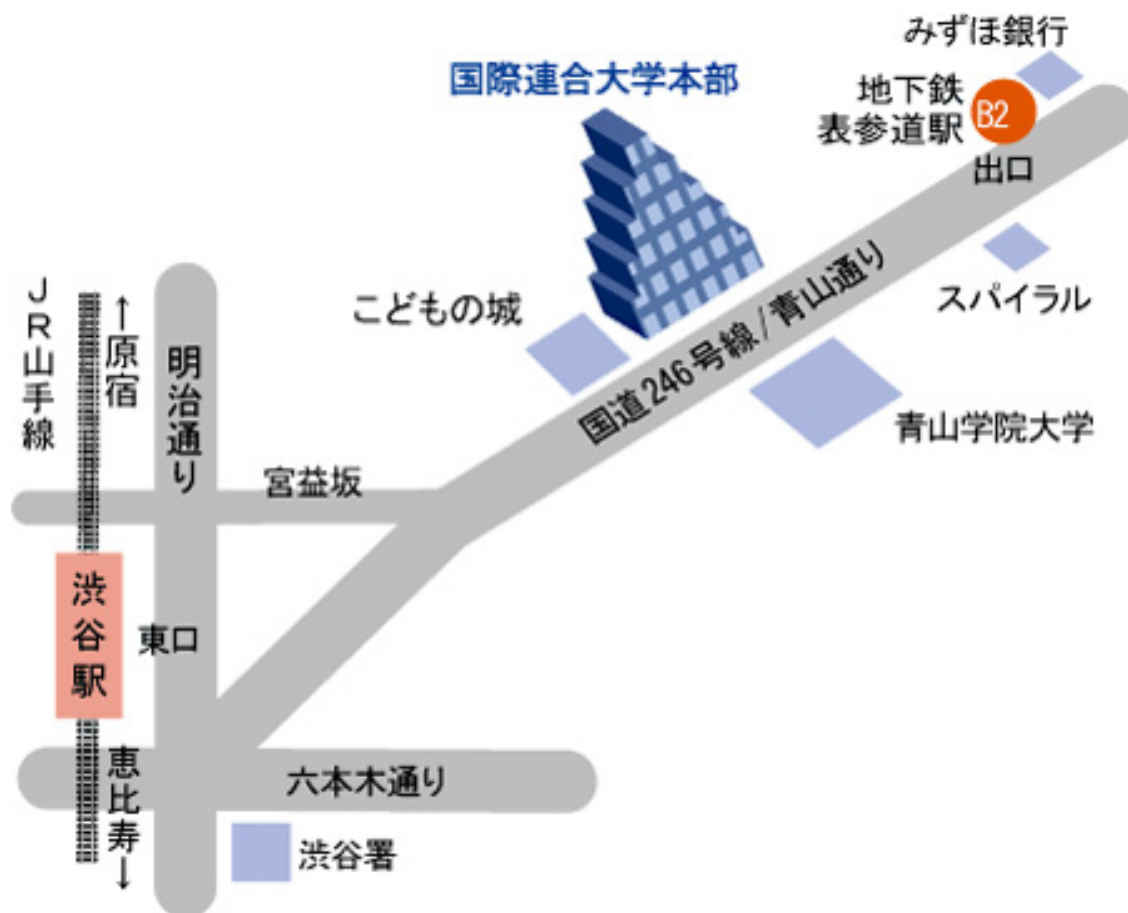 みずほ銀行
国際連合大学本部
地下鉄
表参道駅
B2
出口
スパイラル
こどもの城
国道246号線/青山通り
青山学院大学
JR山手線
←原宿
明治通り
宮益坂
渋谷駅
東口
恵比寿→
六本木通り
渋谷署